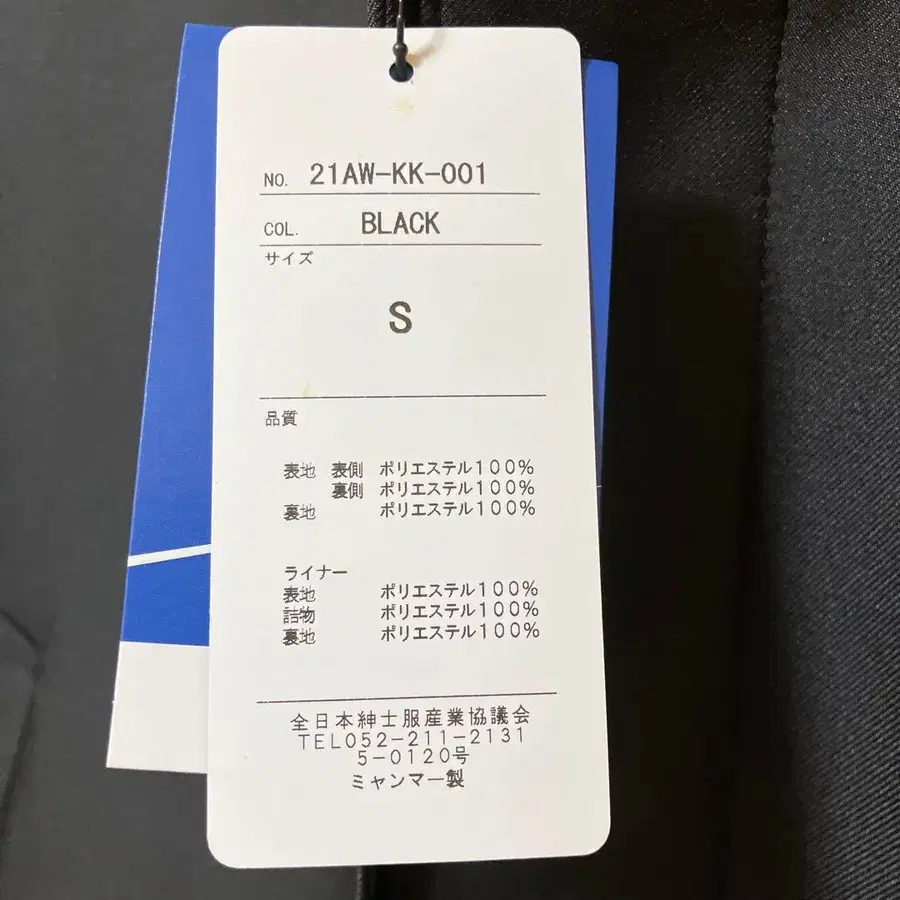 NO. 21AW-KK-001
COL. BLACK
サイズ
S
品質
表地 表側 ポリエステル100%
裏側 ポリエステル100%
裏地 ポリエステル100%
ライナー
表地 ポリエステル100%
詰物 ポリエステル100%
裏地 ポリエステル100%
全日本紳士服産業協議会
TEL052-211-2131
5-0120号
ミャンマー製